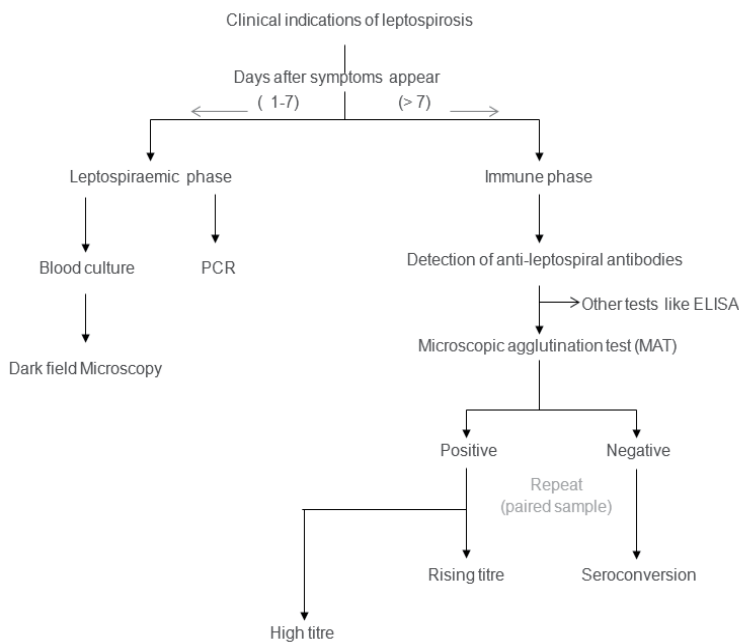 Clinical indications of leptospirosis
Days after symptoms appear
( 1-7) (> 7)
Leptospiraemic phase
Immune phase
Blood culture
PCR
Detection of anti-leptospiral antibodies
Other tests like ELISA
Microscopic agglutination test (MAT)
Dark field Microscopy
Positive
Negative
Repeat
(paired sample)
Rising titre
Seroconversion
High titre